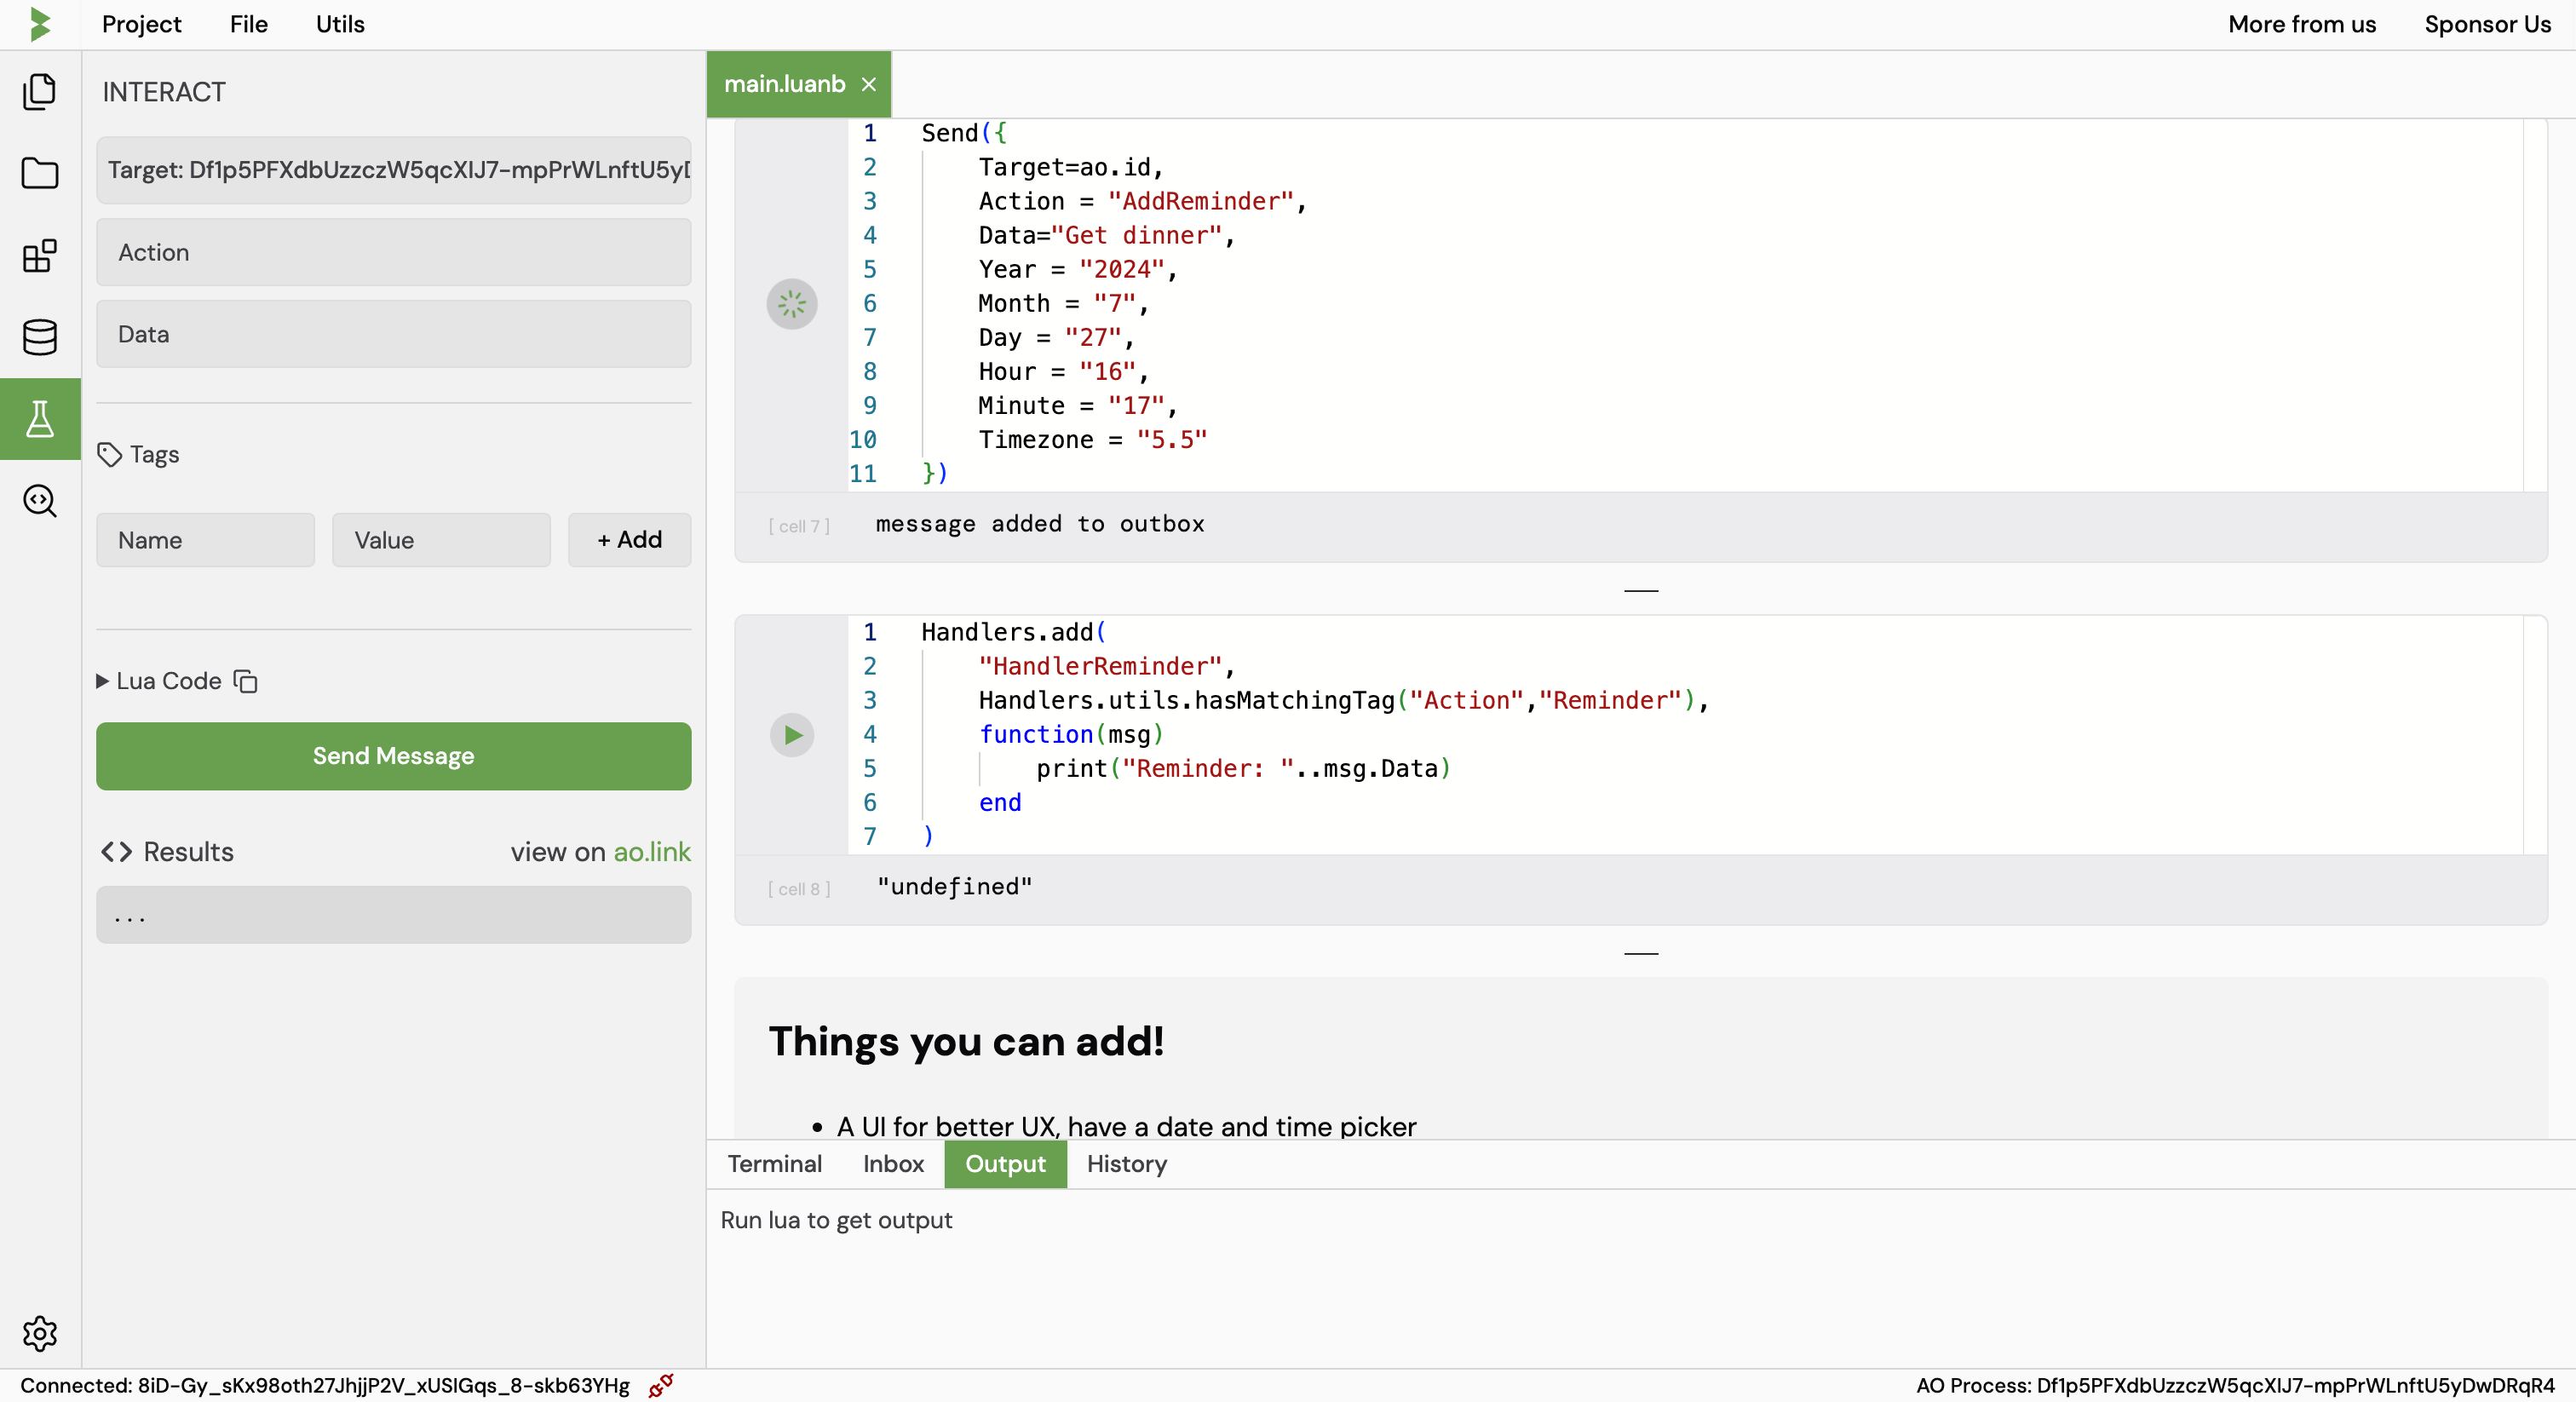 Project File Utils More from us Sponsor Us
INTERACT
Target: Df1p5PFXdbUzzczW5qcXIJ7-mpPrWLnftU5yD
Action
Data
Tags
Name Value + Add
Lua Code
Send Message
Results view on ao.link
...
main.luanb
1 Send({
2 Target=ao.id,
3 Action = "AddReminder",
4 Data="Get dinner",
5 Year = "2024",
6 Month = "7",
7 Day = "27",
8 Hour = "16",
9 Minute = "17",
10 Timezone = "5.5"
11 })
[ cell 7 ] message added to outbox
1 Handlers.add(
2 "HandlerReminder",
3 Handlers.utils.hasMatchingTag("Action","Reminder"),
4 function(msg)
5 print("Reminder: "..msg.Data)
6 end
7 )
[ cell 8 ] "undefined"
Things you can add!
• A UI for better UX, have a date and time picker
Terminal Inbox Output History
Run lua to get output
Connected: 8iD-Gy_sKx98oth27JhjjP2V_xUSIGqs_8-skb63YHg AO Process: Df1p5PFXdbUzzczW5qcXIJ7-mpPrWLnftU5yDwDRqR4